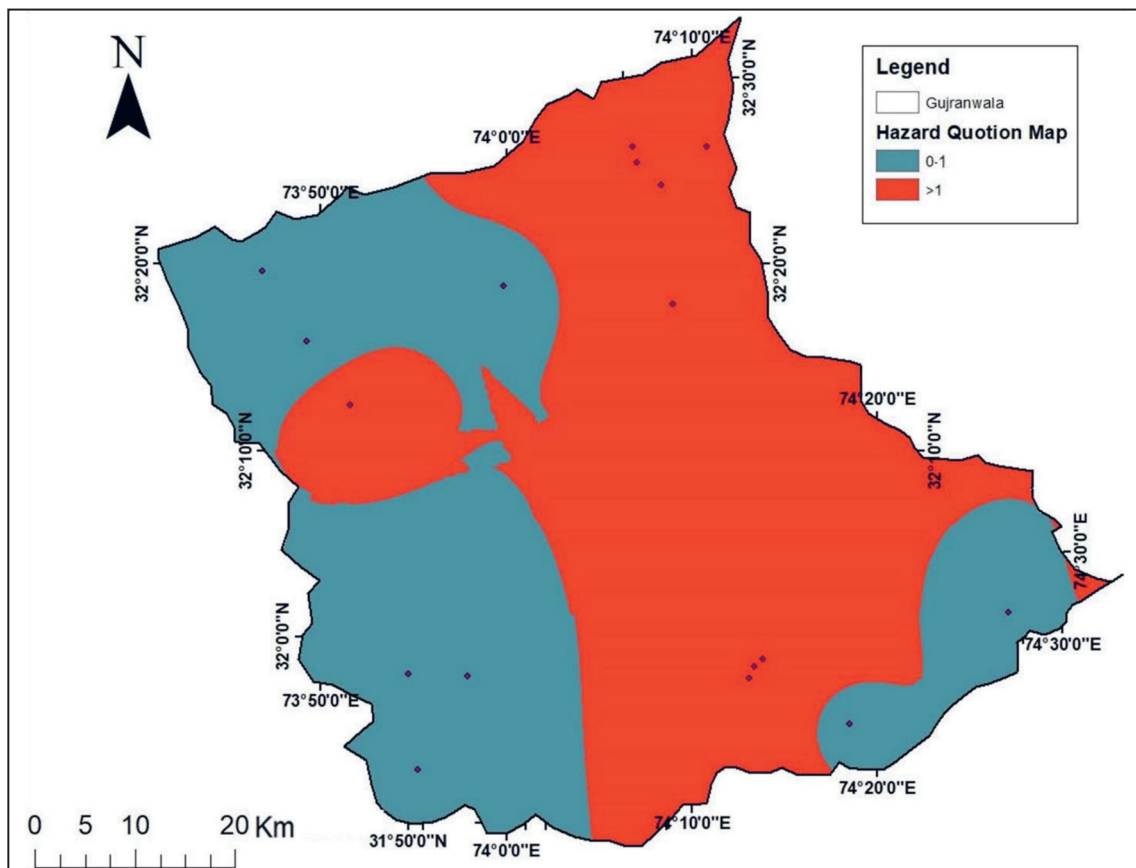 N
74°10'0"E
32°30'0"N
Legend
Gujranwala
Hazard Quotion Map
0-1
>1
74°0'0"E
73°50'0"E
32°20'0"N
32°20'0"N
74°20'0"E
32°10'0"N
32°10'0"N
74°30'0"E
32°0'0"N
74°30'0"E
73°50'0"E
74°20'0"E
74°10'0"E
0 5 10 20 Km
31°50'0"N
74°0'0"E